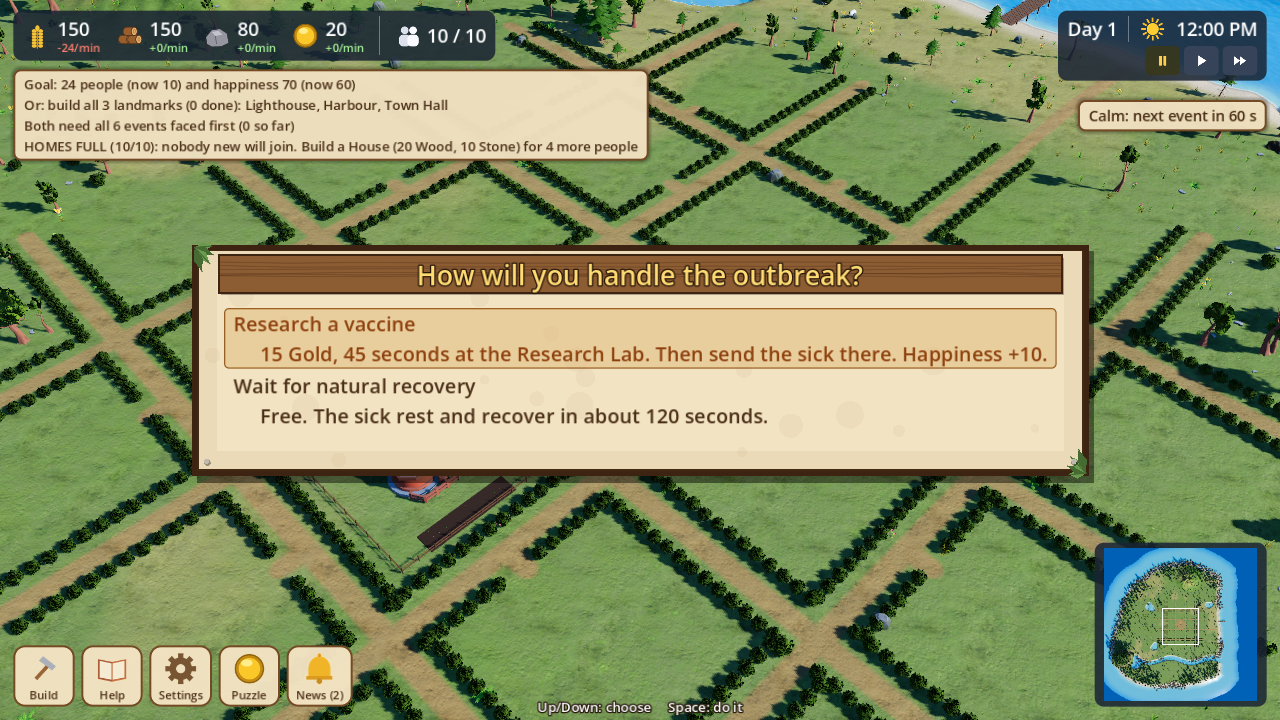 150
-24/min
150
+0/min
80
+0/min
20
+0/min
10 / 10
Day 1
12:00 PM
Goal: 24 people (now 10) and happiness 70 (now 60)
Or: build all 3 landmarks (0 done): Lighthouse, Harbour, Town Hall
Both need all 6 events faced first (0 so far)
HOMES FULL (10/10): nobody new will join. Build a House (20 Wood, 10 Stone) for 4 more people
Calm: next event in 60 s
How will you handle the outbreak?
Research a vaccine
15 Gold, 45 seconds at the Research Lab. Then send the sick there. Happiness +10.
Wait for natural recovery
Free. The sick rest and recover in about 120 seconds.
Build
Help
Settings
Puzzle
News (2)
Up/Down: choose Space: do it